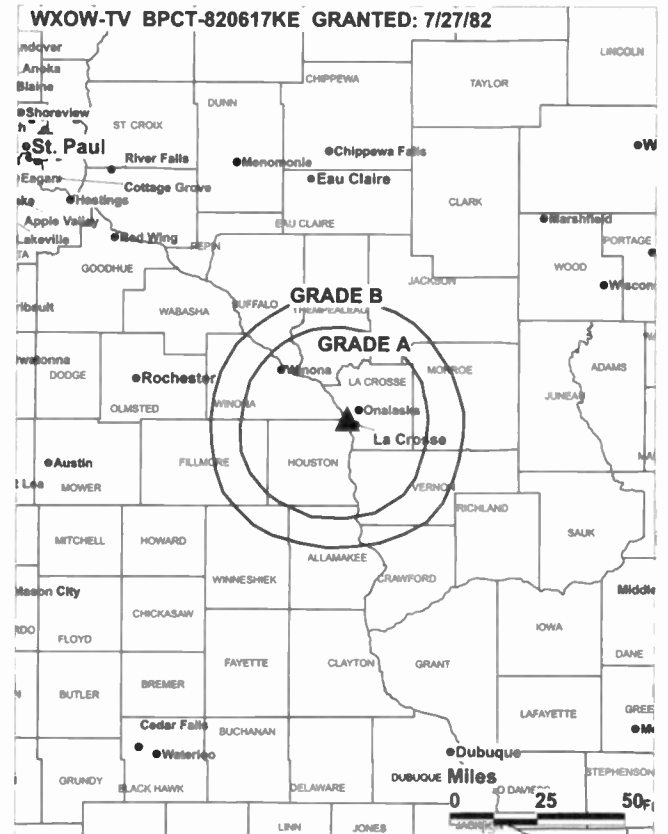 WXOW-TV BPCT-820617KE GRANTED: 7/27/82
LINCOLN
Anoka
Blaine
CHIPPEWA
TAYLOR
DUNN
Shoreview
ST CROIX
St. Paul
River Falls
Menomonie
Chippewa Falls
Eau Claire
Eagan
Cottage Grove
Hastings
CLARK
Apple Valley
Lakeville
Red Wing
EAU CLAIRE
Marshfield
PEPIN
PORTAGE
GOODHUE
WOOD
JACKSON
Wiscon
BUFFALO
GRADE B
TREMPEALEAU
WABASHA
GRADE A
DODGE
Rochester
Winona
LA CROSSE
MONROE
ADAMS
JUNEAU
OLMSTED
WINONA
Onalaska
La Crosse
Austin
FILLMORE
HOUSTON
MOWER
VERNON
RICHLAND
SAUK
MITCHELL
HOWARD
ALLAMAKEE
WINNESHIEK
CRAWFORD
Mason City
Middle
CHICKASAW
IOWA
FLOYD
DANE
FAYETTE
CLAYTON
GRANT
BREMER
BUTLER
LAFAYETTE
GREE
Cedar Falls
BUCHANAN
Waterloo
Dubuque
STEPHENSON
GRUNDY
BLACK HAWK
DELAWARE
DUBUQUE
Miles
0 25 50
LINN
JONES